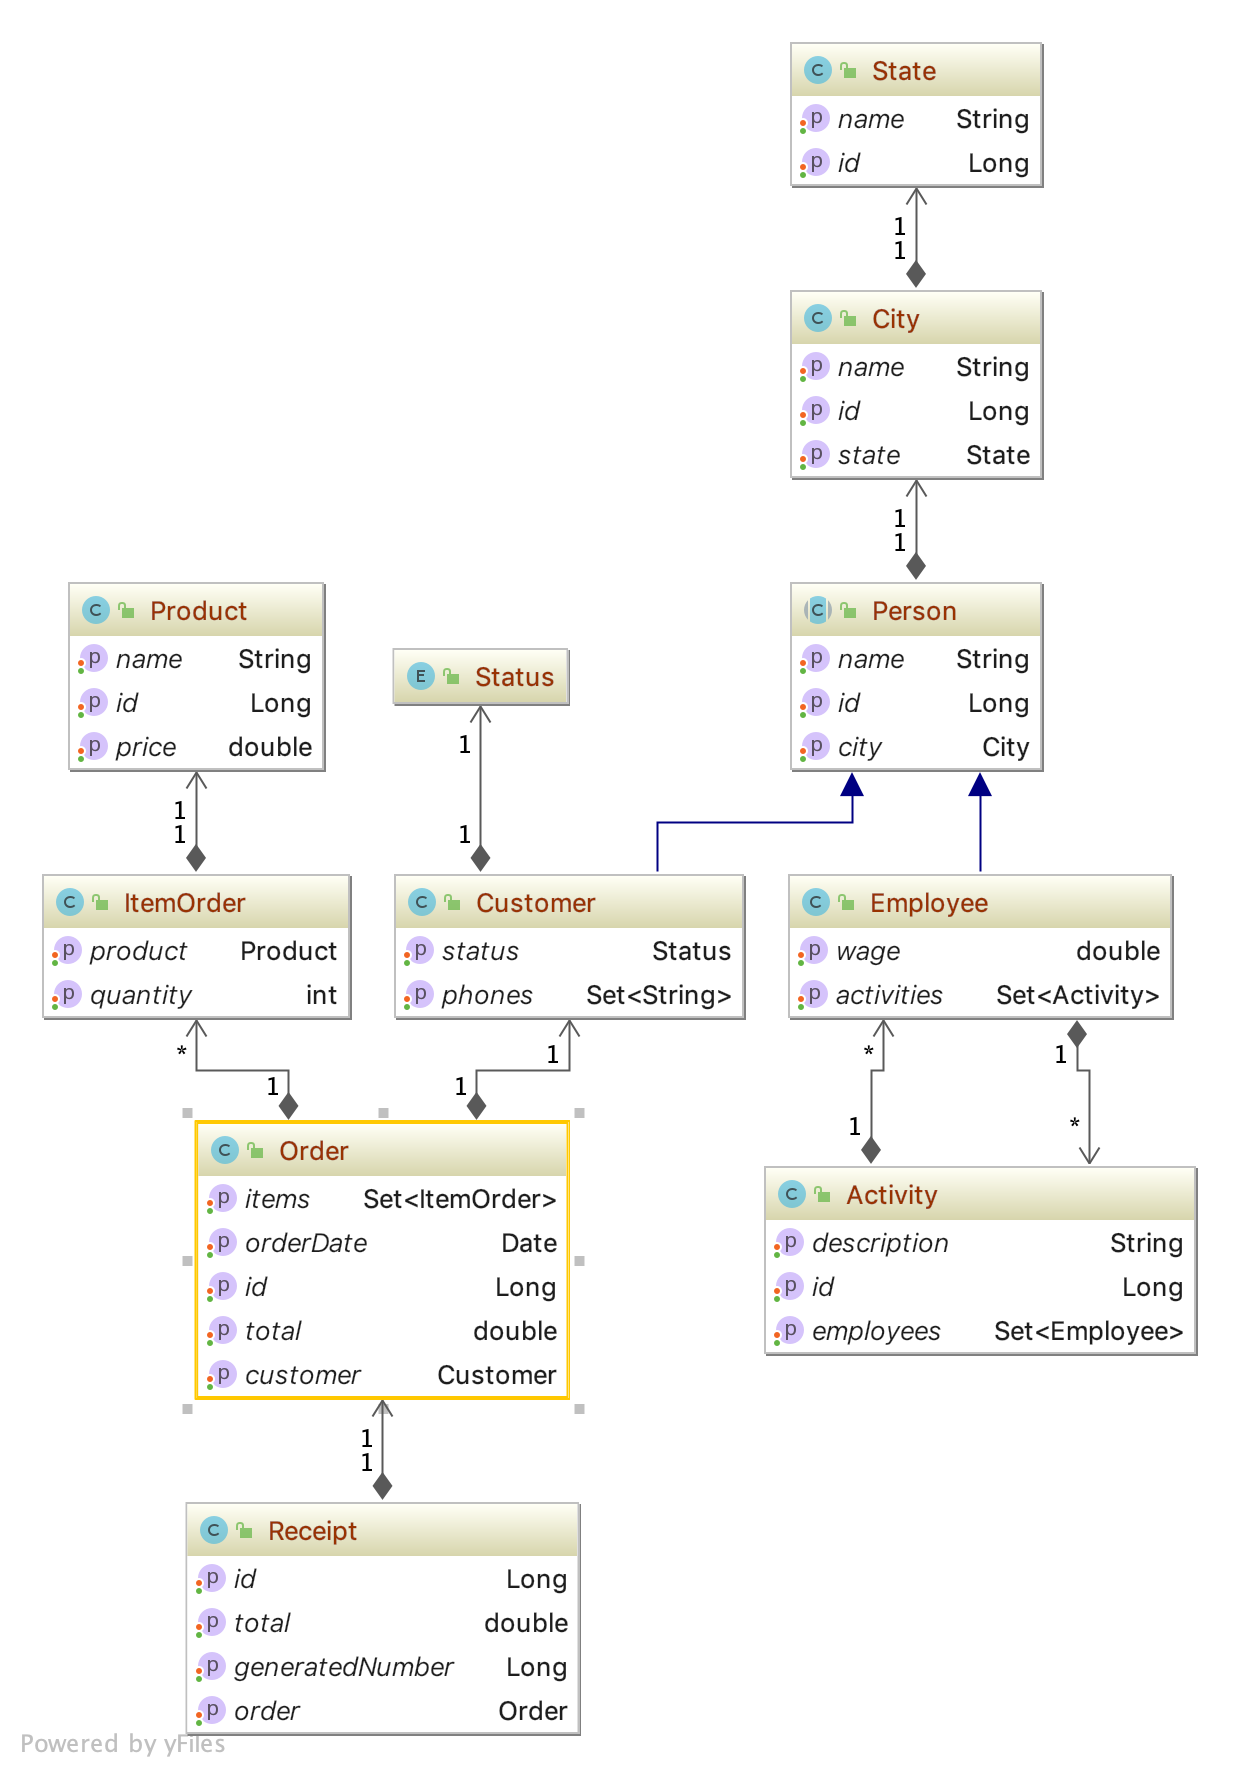 C State
p name String
p id Long
1
1
C City
p name String
p id Long
p state State
1
1
C Person
p name String
p id Long
p city City
C Product
p name String
p id Long
p price double
E Status
1
1
1
1
C ItemOrder
p product Product
p quantity int
C Customer
p status Status
p phones Set<String>
C Employee
p wage double
p activities Set<Activity>
*
1
1
1
*
1
1
*
C Order
p items Set<ItemOrder>
p orderDate Date
p id Long
p total double
p customer Customer
C Activity
p description String
p id Long
p employees Set<Employee>
1
1
C Receipt
p id Long
p total double
p generatedNumber Long
p order Order
Powered by yFiles